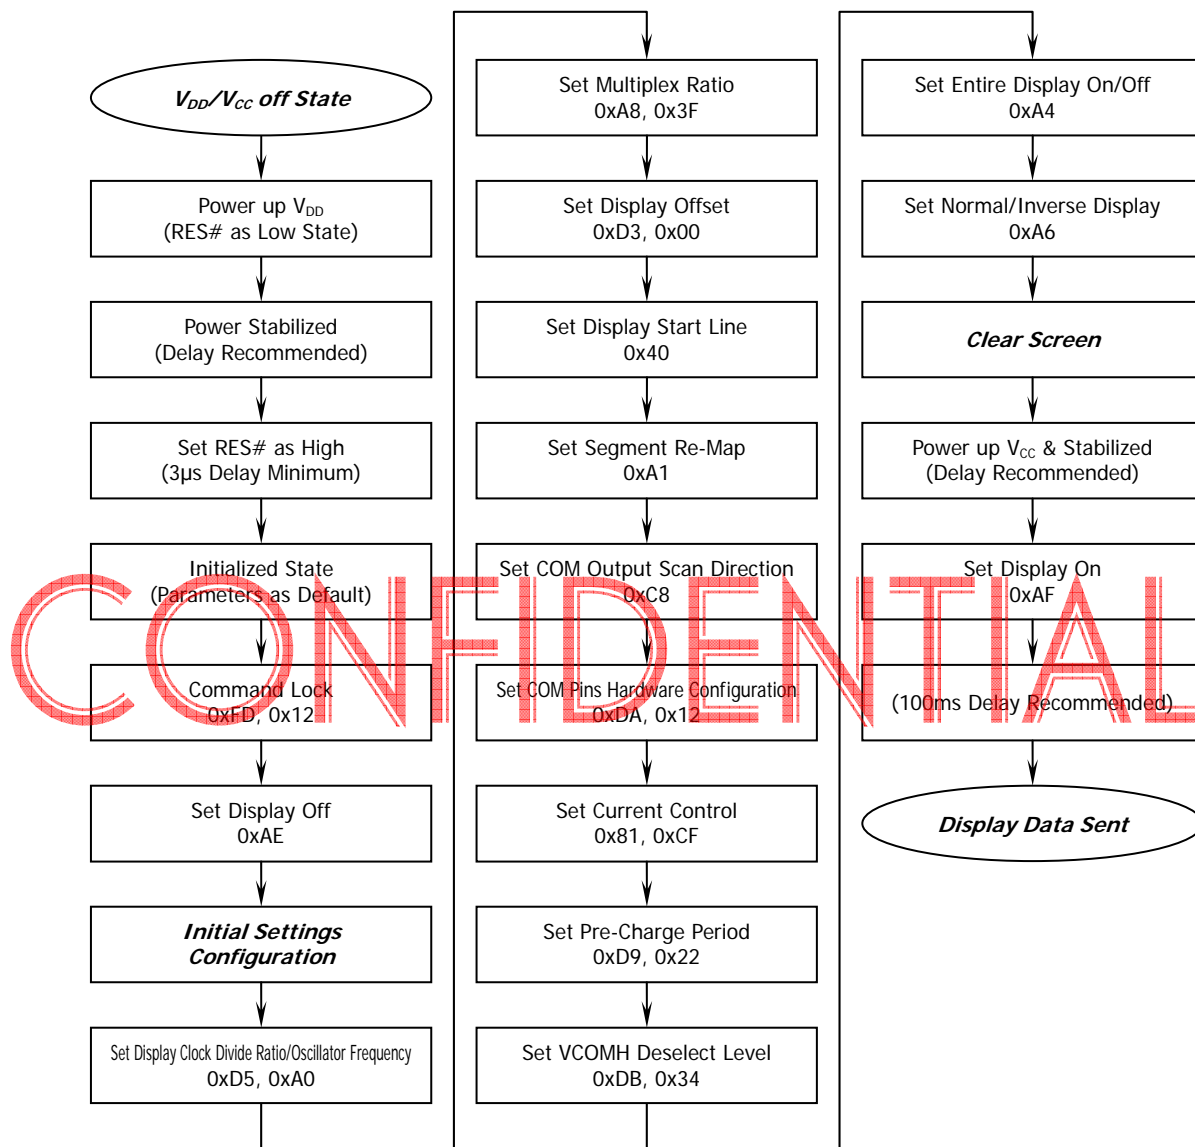 V_DD/V_CC off State
Power up V_DD
(RES# as Low State)
Power Stabilized
(Delay Recommended)
Set RES# as High
(3µs Delay Minimum)
Initialized State
(Parameters as Default)
Command Lock
0xFD, 0x12
Set Display Off
0xAE
Initial Settings
Configuration
Set Display Clock Divide Ratio/Oscillator Frequency
0xD5, 0xA0
Set Multiplex Ratio
0xA8, 0x3F
Set Display Offset
0xD3, 0x00
Set Display Start Line
0x40
Set Segment Re-Map
0xA1
Set COM Output Scan Direction
0xC8
Set COM Pins Hardware Configuration
0xDA, 0x12
Set Current Control
0x81, 0xCF
Set Pre-Charge Period
0xD9, 0x22
Set VCOMH Deselect Level
0xDB, 0x34
Set Entire Display On/Off
0xA4
Set Normal/Inverse Display
0xA6
Clear Screen
Power up V_CC & Stabilized
(Delay Recommended)
Set Display On
0xAF
(100ms Delay Recommended)
Display Data Sent
CONFIDENTIAL